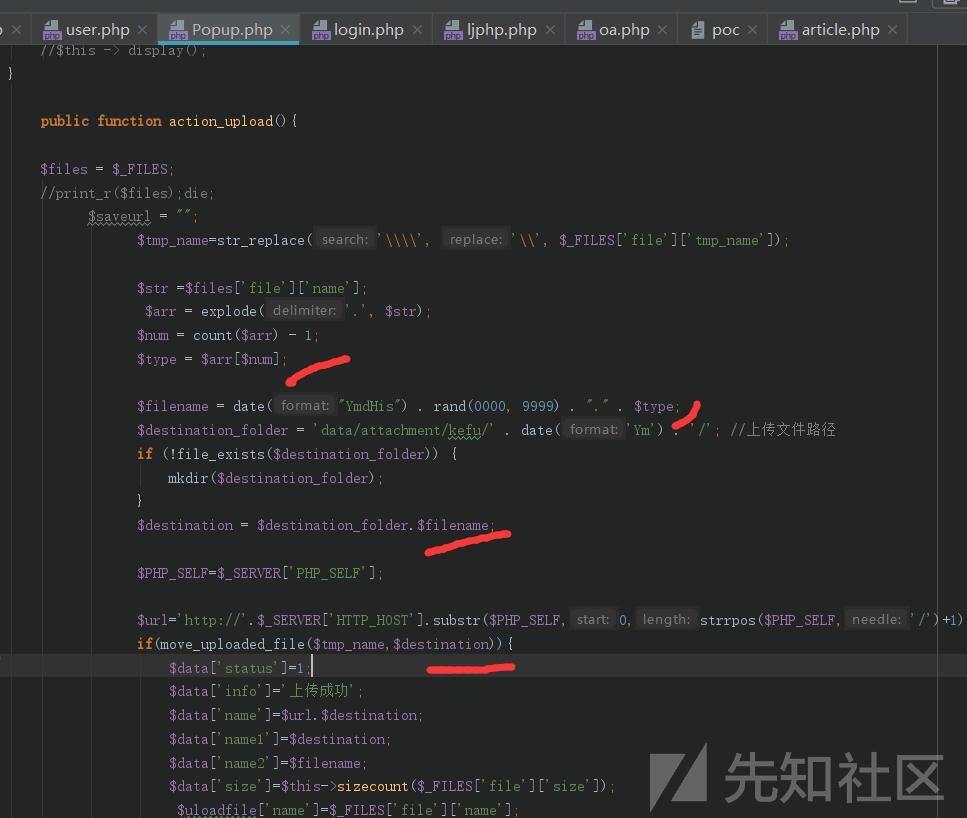 user.php × Popup.php × login.php × ljphp.php × oa.php × poc × article.php ×
//$this -> display();
}
public function action_upload(){
$files = $_FILES;
//print_r($files);die;
$saveurl = "";
$tmp_name=str_replace( search: '\\\\', replace: '\\', $_FILES['file']['tmp_name']);
$str =$files['file']['name'];
$arr = explode( delimiter: '.', $str);
$num = count($arr) - 1;
$type = $arr[$num];
$filename = date( format: "YmdHis") . rand(0000, 9999) . "." . $type;
$destination_folder = 'data/attachment/kefu/' . date( format: 'Ym') . '/'; //上传文件路径
if (!file_exists($destination_folder)) {
mkdir($destination_folder);
}
$destination = $destination_folder.$filename;
$PHP_SELF=$_SERVER['PHP_SELF'];
$url='http://'.$_SERVER['HTTP_HOST'].substr($PHP_SELF, start: 0, length: strrpos($PHP_SELF, needle: '/')+1)
if(move_uploaded_file($tmp_name,$destination)){
$data['status']=1;
$data['info']='上传成功';
$data['name']=$url.$destination;
$data['name1']=$destination;
$data['name2']=$filename;
$data['size']=$this->sizecount($_FILES['file']['size']);
$uloadfile['name']=$_FILES['file']['name'];
先知社区